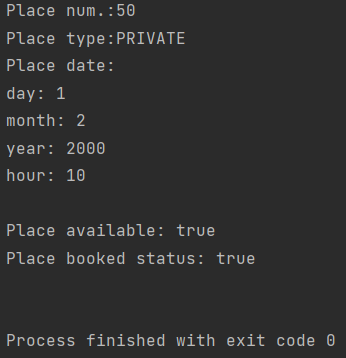 Place num.:50
Place type:PRIVATE
Place date:
day: 1
month: 2
year: 2000
hour: 10
Place available: true
Place booked status: true
Process finished with exit code 0